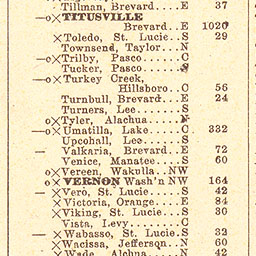 Tillman, Brevard....E 37
—o×TITUSVILLE
Brevard..E 1020
×Toledo, St. Lucie..S 29
Townsend, Taylor...N
—o×Trilby, Pasco......C
Tucker, Pasco......
—o×Turkey Creek,
Hillsboro..C 56
Turnbull, Brevard...E 24
Turners, Lee........S
o×Tyler, Alachua......N
—o×Umatilla, Lake.....C 332
Upcohall, Lee.......S
— Valkaria, Brevard..E 72
Venice, Manatee....S 60
o×Vereen, Wakulla..NW
o×VERNON Wash'n NW 164
— ×Vero, St. Lucie.....S 42
×Victoria, Orange....E 84
×Viking, St. Lucie...S 30
Vista, Levy.........C
— ×Wabasso, St. Lucie.S 32
×Wacissa, Jefferson..N 60
×Wade, Alchua......N 42